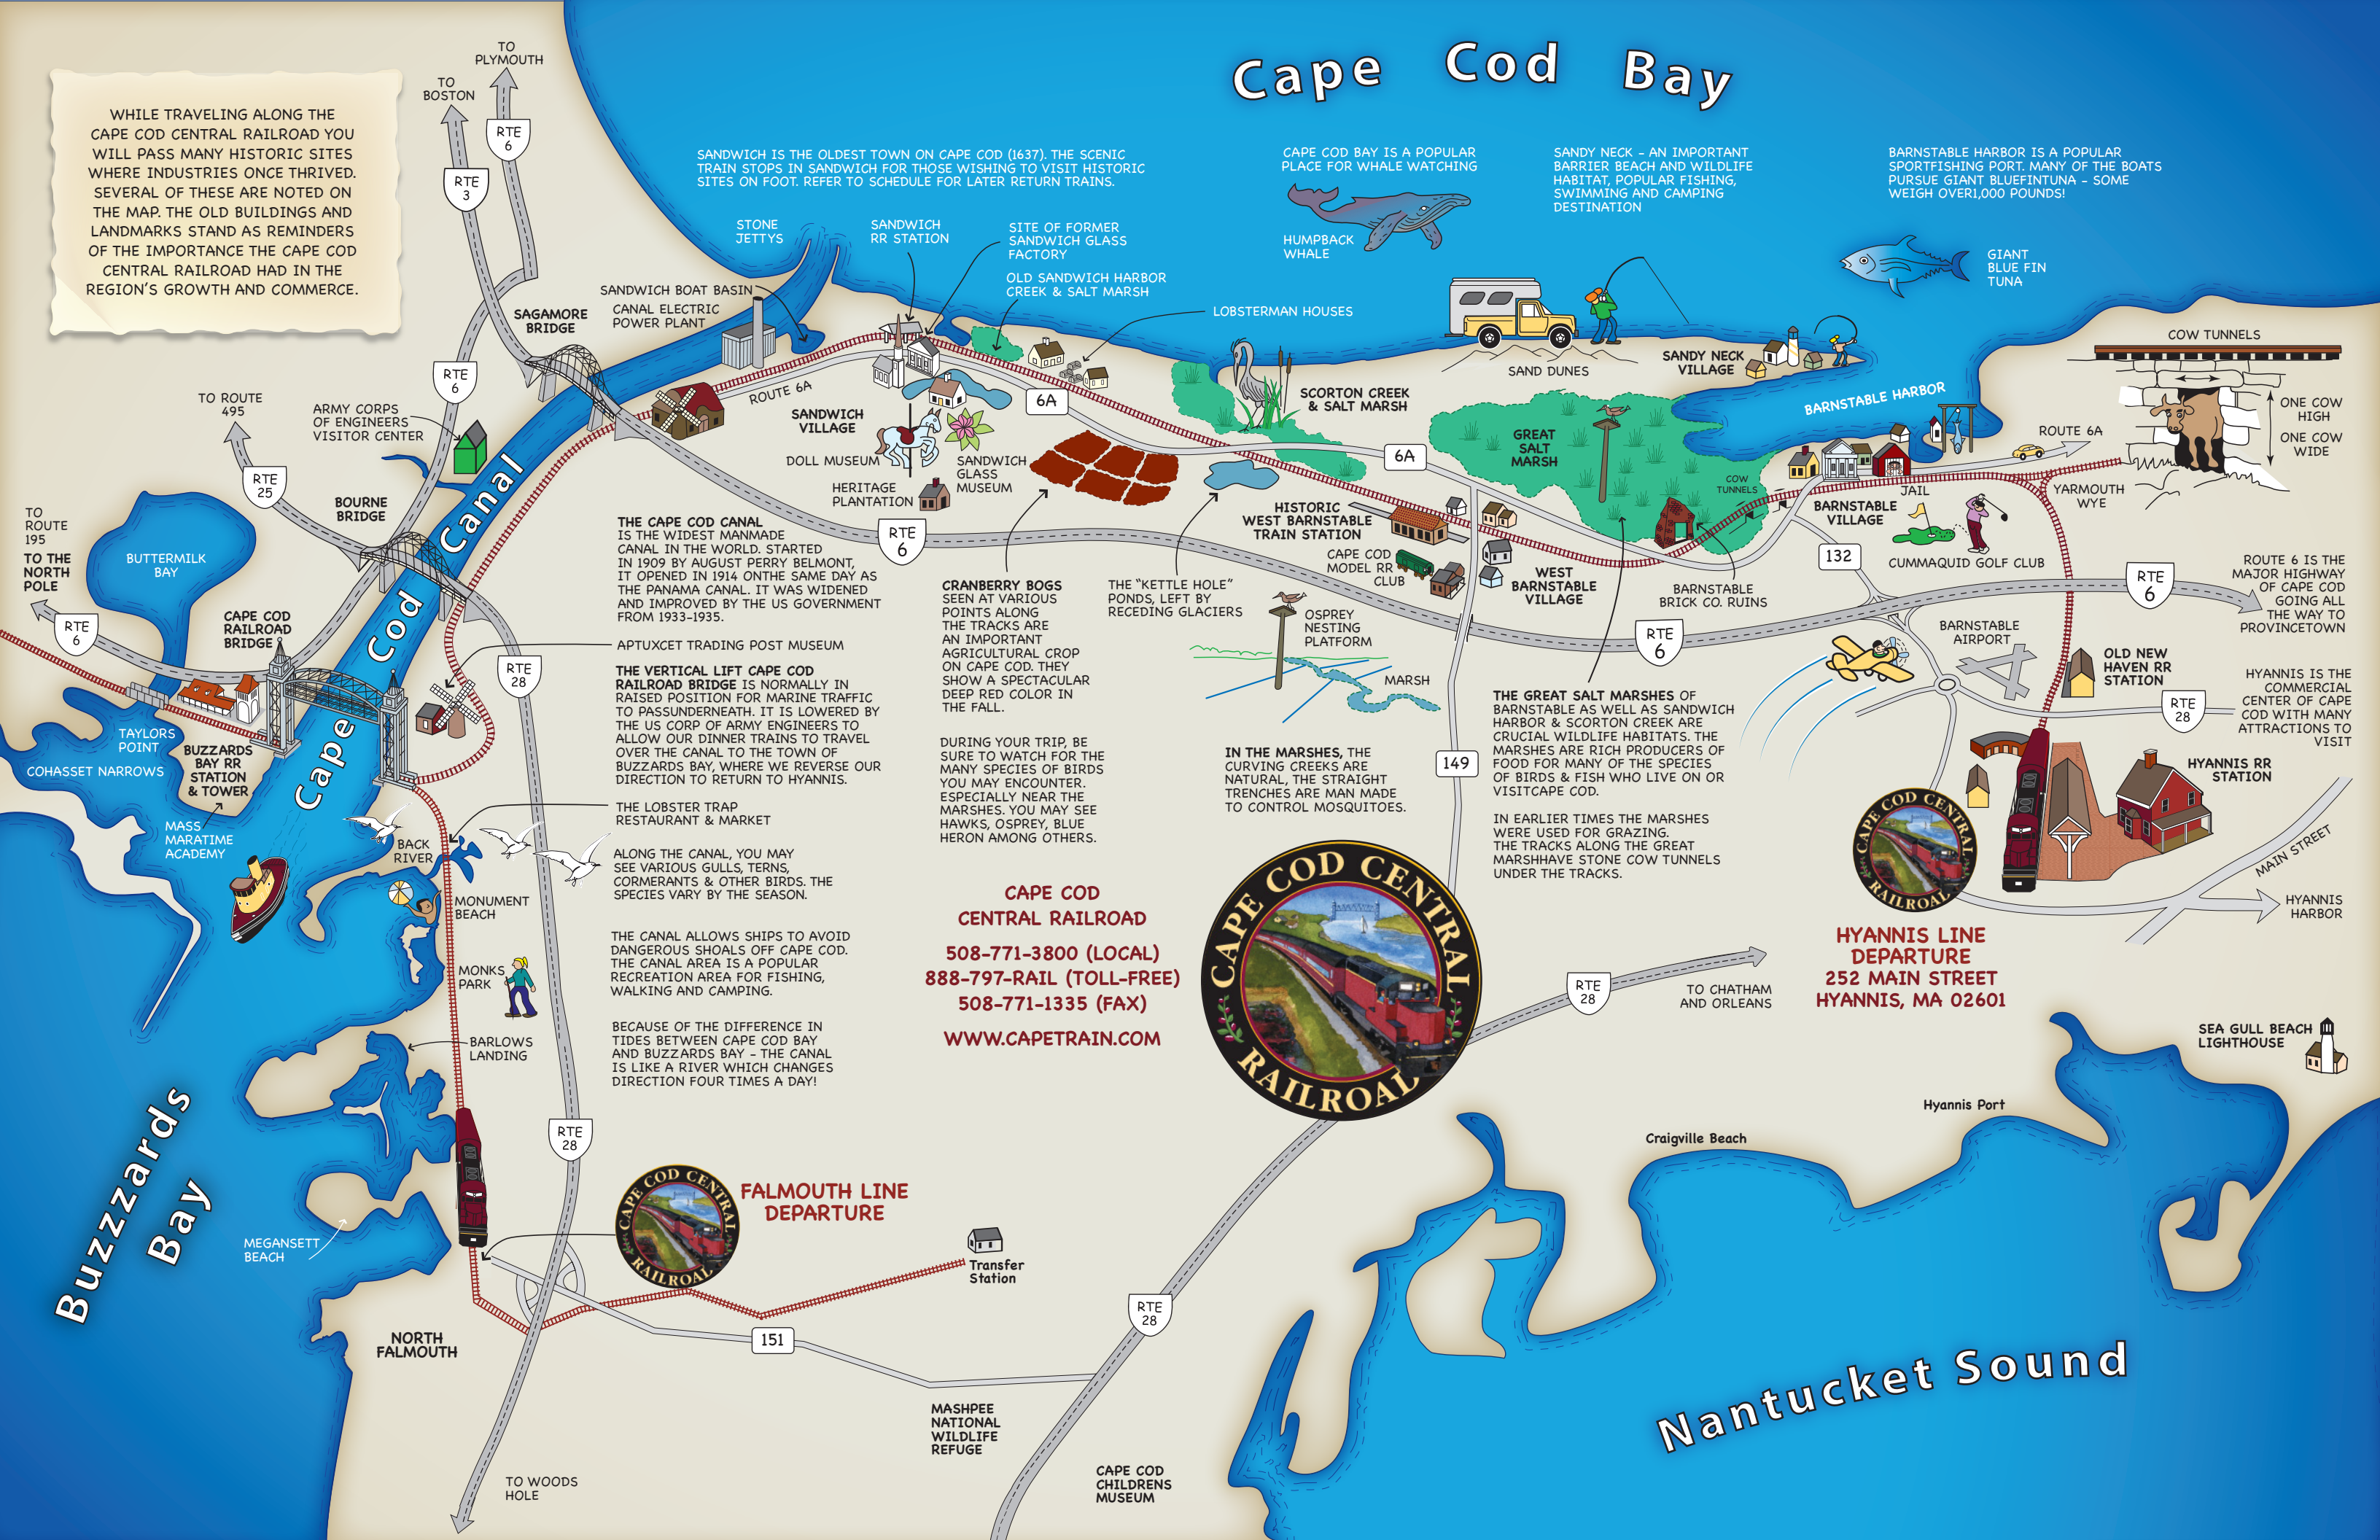 TO
PLYMOUTH
TO
BOSTON
RTE
6
RTE
3
WHILE TRAVELING ALONG THE
CAPE COD CENTRAL RAILROAD YOU
WILL PASS MANY HISTORIC SITES
WHERE INDUSTRIES ONCE THRIVED.
SEVERAL OF THESE ARE NOTED ON
THE MAP. THE OLD BUILDINGS AND
LANDMARKS STAND AS REMINDERS
OF THE IMPORTANCE THE CAPE COD
CENTRAL RAILROAD HAD IN THE
REGION'S GROWTH AND COMMERCE.
Cape Cod Bay
SANDWICH IS THE OLDEST TOWN ON CAPE COD (1637). THE SCENIC
TRAIN STOPS IN SANDWICH FOR THOSE WISHING TO VISIT HISTORIC
SITES ON FOOT. REFER TO SCHEDULE FOR LATER RETURN TRAINS.
CAPE COD BAY IS A POPULAR
PLACE FOR WHALE WATCHING
HUMPBACK
WHALE
SANDY NECK – AN IMPORTANT
BARRIER BEACH AND WILDLIFE
HABITAT, POPULAR FISHING,
SWIMMING AND CAMPING
DESTINATION
BARNSTABLE HARBOR IS A POPULAR
SPORTFISHING PORT. MANY OF THE BOATS
PURSUE GIANT BLUEFINTUNA – SOME
WEIGH OVER1,000 POUNDS!
GIANT
BLUE FIN
TUNA
STONE
JETTYS
SANDWICH
RR STATION
SITE OF FORMER
SANDWICH GLASS
FACTORY
OLD SANDWICH HARBOR
CREEK & SALT MARSH
LOBSTERMAN HOUSES
SANDWICH BOAT BASIN
CANAL ELECTRIC
POWER PLANT
SAGAMORE
BRIDGE
RTE
6
TO ROUTE
495
ARMY CORPS
OF ENGINEERS
VISITOR CENTER
RTE
25
BOURNE
BRIDGE
TO
ROUTE
195
TO THE
NORTH
POLE
RTE
6
BUTTERMILK
BAY
CAPE COD
RAILROAD
BRIDGE
TAYLORS
POINT
COHASSET NARROWS
BUZZARDS
BAY RR
STATION
& TOWER
MASS
MARATIME
ACADEMY
Cape Cod Canal
ROUTE 6A
SANDWICH
VILLAGE
DOLL MUSEUM
HERITAGE
PLANTATION
SANDWICH
GLASS
MUSEUM
6A
SCORTON CREEK
& SALT MARSH
SAND DUNES
SANDY NECK
VILLAGE
BARNSTABLE HARBOR
COW TUNNELS
ONE COW
HIGH
ONE COW
WIDE
ROUTE 6A
6A
GREAT
SALT
MARSH
COW
TUNNELS
JAIL
BARNSTABLE
VILLAGE
YARMOUTH
WYE
CUMMAQUID GOLF CLUB
132
RTE
6
HISTORIC
WEST BARNSTABLE
TRAIN STATION
CAPE COD
MODEL RR
CLUB
WEST
BARNSTABLE
VILLAGE
BARNSTABLE
BRICK CO. RUINS
RTE
6
RTE
6
ROUTE 6 IS THE
MAJOR HIGHWAY
OF CAPE COD
GOING ALL
THE WAY TO
PROVINCETOWN
THE CAPE COD CANAL
IS THE WIDEST MANMADE
CANAL IN THE WORLD. STARTED
IN 1909 BY AUGUST PERRY BELMONT,
IT OPENED IN 1914 ONTHE SAME DAY AS
THE PANAMA CANAL. IT WAS WIDENED
AND IMPROVED BY THE US GOVERNMENT
FROM 1933-1935.
APTUXCET TRADING POST MUSEUM
THE VERTICAL LIFT CAPE COD
RAILROAD BRIDGE IS NORMALLY IN
RAISED POSITION FOR MARINE TRAFFIC
TO PASSUNDERNEATH. IT IS LOWERED BY
THE US CORP OF ARMY ENGINEERS TO
ALLOW OUR DINNER TRAINS TO TRAVEL
OVER THE CANAL TO THE TOWN OF
BUZZARDS BAY, WHERE WE REVERSE OUR
DIRECTION TO RETURN TO HYANNIS.
THE LOBSTER TRAP
RESTAURANT & MARKET
ALONG THE CANAL, YOU MAY
SEE VARIOUS GULLS, TERNS,
CORMERANTS & OTHER BIRDS. THE
SPECIES VARY BY THE SEASON.
THE CANAL ALLOWS SHIPS TO AVOID
DANGEROUS SHOALS OFF CAPE COD.
THE CANAL AREA IS A POPULAR
RECREATION AREA FOR FISHING,
WALKING AND CAMPING.
BECAUSE OF THE DIFFERENCE IN
TIDES BETWEEN CAPE COD BAY
AND BUZZARDS BAY – THE CANAL
IS LIKE A RIVER WHICH CHANGES
DIRECTION FOUR TIMES A DAY!
CRANBERRY BOGS
SEEN AT VARIOUS
POINTS ALONG
THE TRACKS ARE
AN IMPORTANT
AGRICULTURAL CROP
ON CAPE COD. THEY
SHOW A SPECTACULAR
DEEP RED COLOR IN
THE FALL.
DURING YOUR TRIP, BE
SURE TO WATCH FOR THE
MANY SPECIES OF BIRDS
YOU MAY ENCOUNTER.
ESPECIALLY NEAR THE
MARSHES. YOU MAY SEE
HAWKS, OSPREY, BLUE
HERON AMONG OTHERS.
THE "KETTLE HOLE"
PONDS, LEFT BY
RECEDING GLACIERS
OSPREY
NESTING
PLATFORM
MARSH
IN THE MARSHES, THE
CURVING CREEKS ARE
NATURAL, THE STRAIGHT
TRENCHES ARE MAN MADE
TO CONTROL MOSQUITOES.
149
THE GREAT SALT MARSHES OF
BARNSTABLE AS WELL AS SANDWICH
HARBOR & SCORTON CREEK ARE
CRUCIAL WILDLIFE HABITATS. THE
MARSHES ARE RICH PRODUCERS OF
FOOD FOR MANY OF THE SPECIES
OF BIRDS & FISH WHO LIVE ON OR
VISITCAPE COD.
IN EARLIER TIMES THE MARSHES
WERE USED FOR GRAZING.
THE TRACKS ALONG THE GREAT
MARSHHAVE STONE COW TUNNELS
UNDER THE TRACKS.
BARNSTABLE
AIRPORT
OLD NEW
HAVEN RR
STATION
RTE
28
HYANNIS IS THE
COMMERCIAL
CENTER OF CAPE
COD WITH MANY
ATTRACTIONS TO
VISIT
HYANNIS RR
STATION
MAIN STREET
HYANNIS
HARBOR
CAPE COD CENTRAL
RAILROAD
HYANNIS LINE
DEPARTURE
252 MAIN STREET
HYANNIS, MA 02601
RTE
28
BACK
RIVER
MONUMENT
BEACH
MONKS
PARK
BARLOWS
LANDING
CAPE COD
CENTRAL RAILROAD
508-771-3800 (LOCAL)
888-797-RAIL (TOLL-FREE)
508-771-1335 (FAX)
WWW.CAPETRAIN.COM
CAPE COD CENTRAL
RAILROAD
RTE
28
TO CHATHAM
AND ORLEANS
SEA GULL BEACH
LIGHTHOUSE
Hyannis Port
Craigville Beach
Buzzards
Bay
MEGANSETT
BEACH
RTE
28
CAPE COD CENTRAL
RAILROAD
FALMOUTH LINE
DEPARTURE
Transfer
Station
NORTH
FALMOUTH
151
RTE
28
MASHPEE
NATIONAL
WILDLIFE
REFUGE
CAPE COD
CHILDRENS
MUSEUM
TO WOODS
HOLE
Nantucket Sound